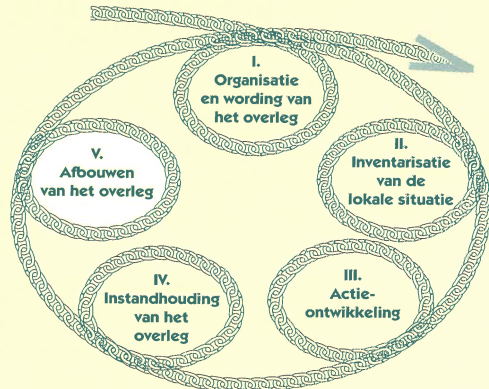 I.
Organisatie
en wording van
het overleg
II.
Inventarisatie
van de
lokale situatie
III.
Actie-
ontwikkeling
IV.
Instandhouding
van het
overleg
V.
Afbouwen
van het overleg